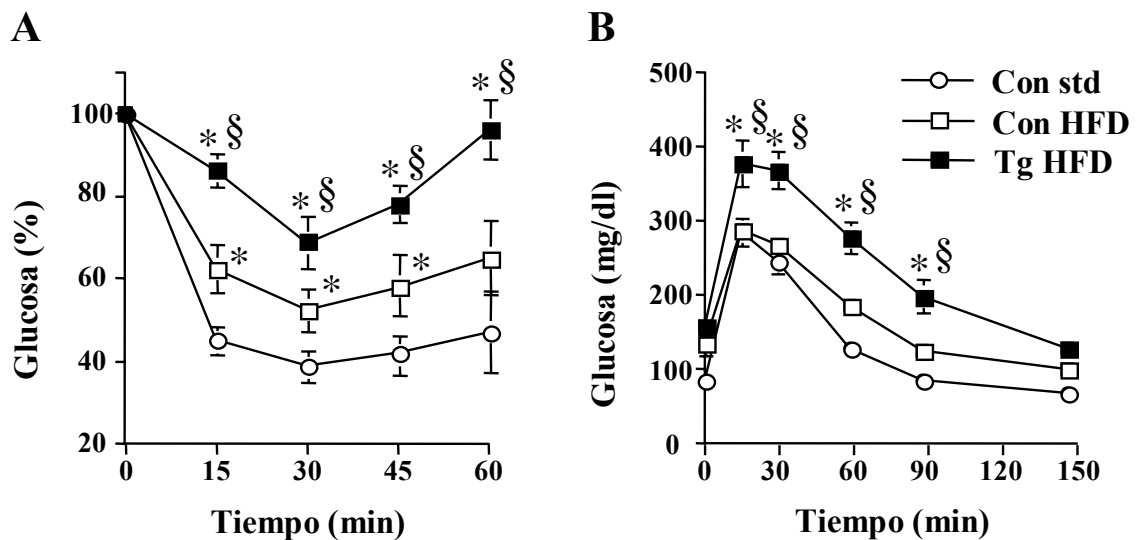 A
Glucosa (%)
100
80
60
40
20
* §
* §
* §
* §
*
*
*
0 15 30 45 60
Tiempo (min)
B
Glucosa (mg/dl)
500
400
300
200
100
0
* §
* §
* §
* §
Con std
Con HFD
Tg HFD
0 30 60 90 120 150
Tiempo (min)